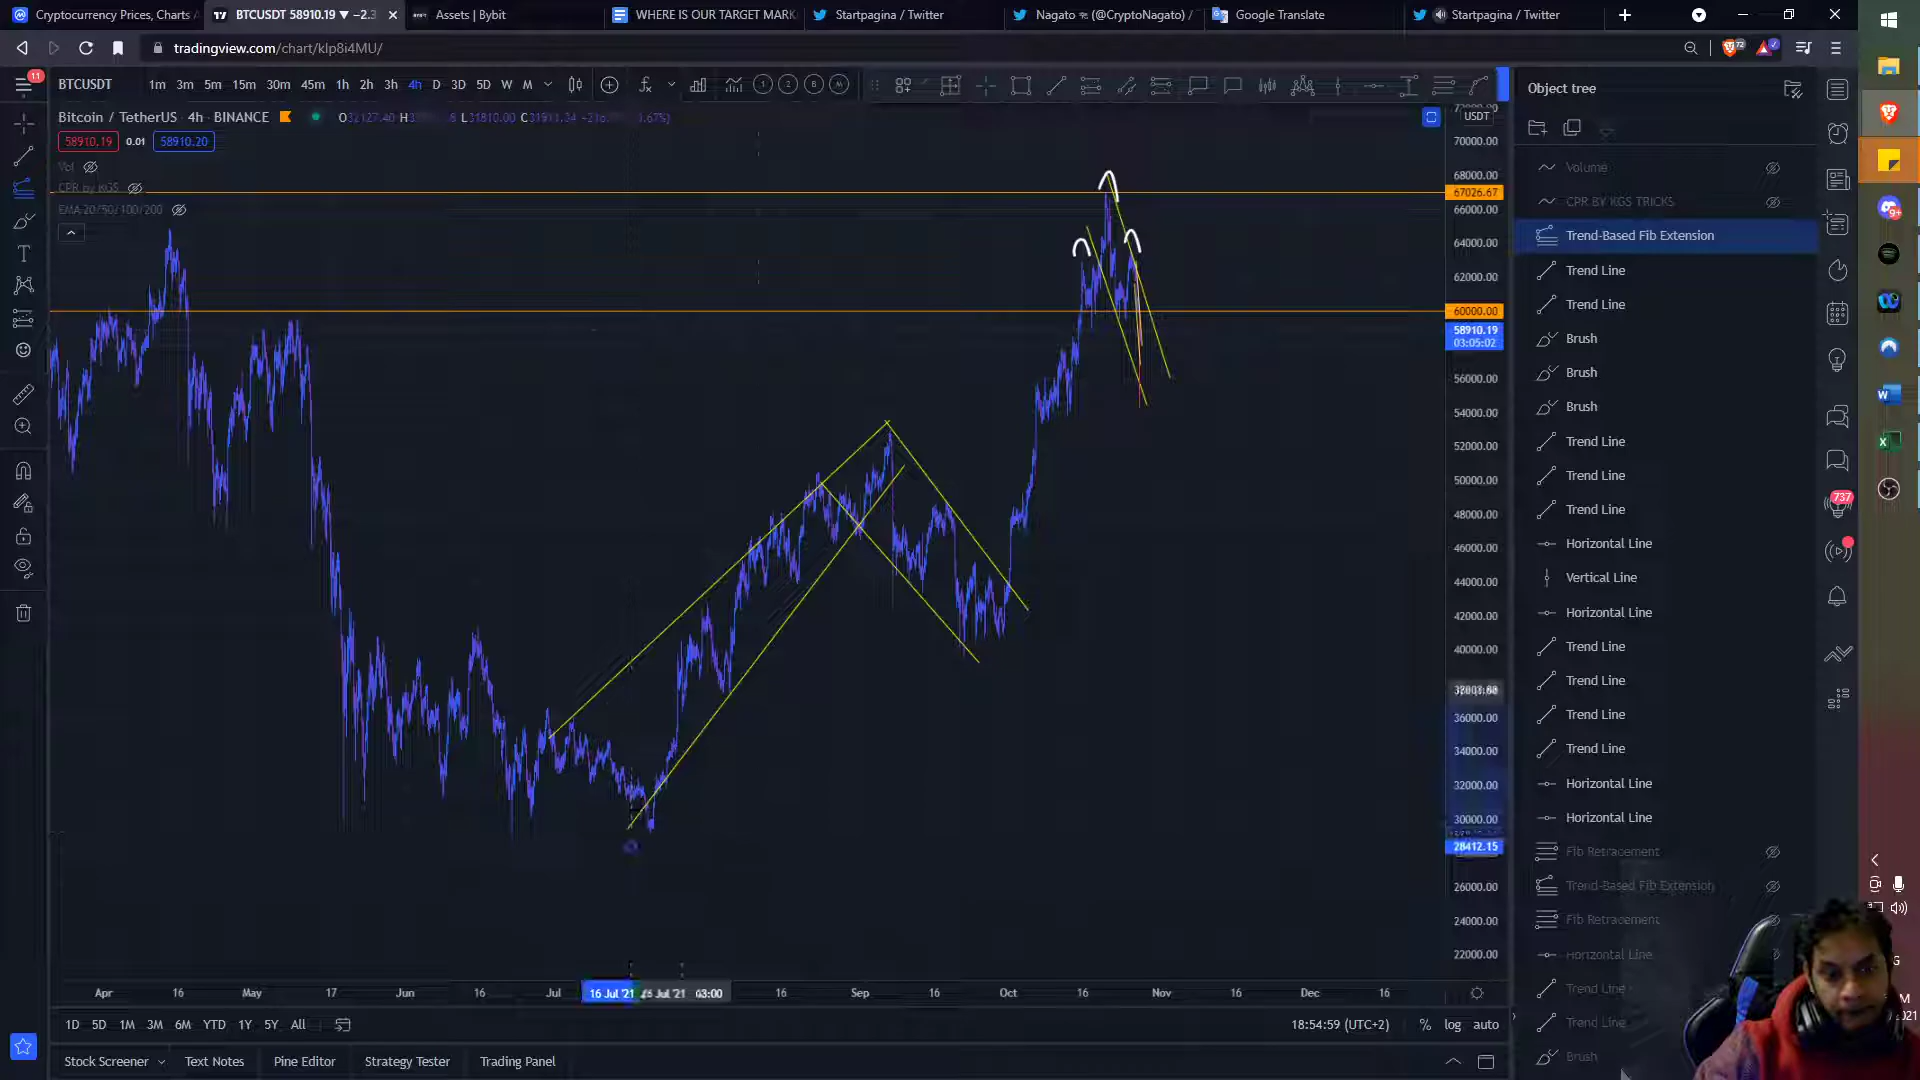 Cryptocurrency Prices, Charts
BTCUSDT 58910.19 ▼ −2.3
Assets | Bybit
WHERE IS OUR TARGET MARK
Startpagina / Twitter
Nagato (@CryptoNagato) /
Google Translate
Startpagina / Twitter
tradingview.com/chart/klp8i4MU/
72
11
BTCUSDT
1m 3m 5m 15m 30m 45m 1h 2h 3h 4h D 3D 5D W M
Object tree
Bitcoin / TetherUS · 4h · BINANCE
USDT
58910.19 0.01 58910.20
Vol
CPR by KGS
EMA 20/50/100/200
70000.00
68000.00
67026.67
66000.00
64000.00
62000.00
60000.00
58910.19
03:05:02
56000.00
54000.00
52000.00
50000.00
48000.00
46000.00
44000.00
42000.00
40000.00
36000.00
34000.00
32000.00
30000.00
28412.15
26000.00
24000.00
22000.00
Volume
CPR BY KGS TRICKS
Trend-Based Fib Extension
Trend Line
Trend Line
Brush
Brush
Brush
Trend Line
Trend Line
Trend Line
Horizontal Line
Vertical Line
Horizontal Line
Trend Line
Trend Line
Trend Line
Trend Line
Horizontal Line
Horizontal Line
Fib Retracement
Trend-Based Fib Extension
Fib Retracement
Horizontal Line
Trend Line
Trend Line
Brush
9+
737
Apr 16 May 17 Jun 16 Jul 16 Jul '21 03:00 16 Sep 16 Oct 16 Nov 16 Dec 16
1D 5D 1M 3M 6M YTD 1Y 5Y All
18:54:59 (UTC+2) % log auto
Stock Screener Text Notes Pine Editor Strategy Tester Trading Panel